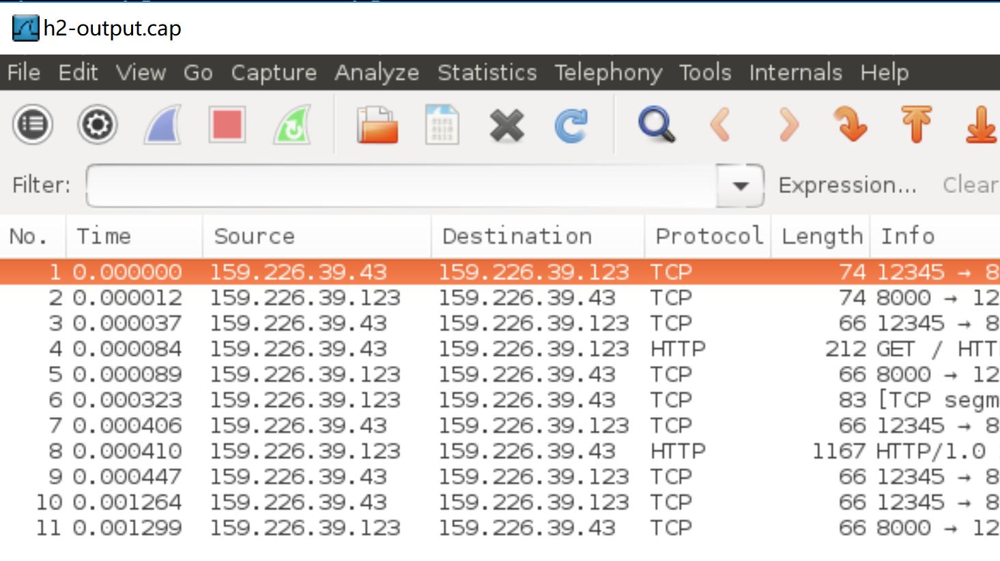 h2-output.cap
File Edit View Go Capture Analyze Statistics Telephony Tools Internals Help
Filter: Expression... Clear
No. Time Source Destination Protocol Length Info
1 0.000000 159.226.39.43 159.226.39.123 TCP 74 12345 → 8
2 0.000012 159.226.39.123 159.226.39.43 TCP 74 8000 → 12
3 0.000037 159.226.39.43 159.226.39.123 TCP 66 12345 → 8
4 0.000084 159.226.39.43 159.226.39.123 HTTP 212 GET / HTT
5 0.000089 159.226.39.123 159.226.39.43 TCP 66 8000 → 12
6 0.000323 159.226.39.123 159.226.39.43 TCP 83 [TCP segm
7 0.000406 159.226.39.43 159.226.39.123 TCP 66 12345 → 8
8 0.000410 159.226.39.123 159.226.39.43 HTTP 1167 HTTP/1.0
9 0.000447 159.226.39.43 159.226.39.123 TCP 66 12345 → 8
10 0.001264 159.226.39.43 159.226.39.123 TCP 66 12345 → 8
11 0.001299 159.226.39.123 159.226.39.43 TCP 66 8000 → 12